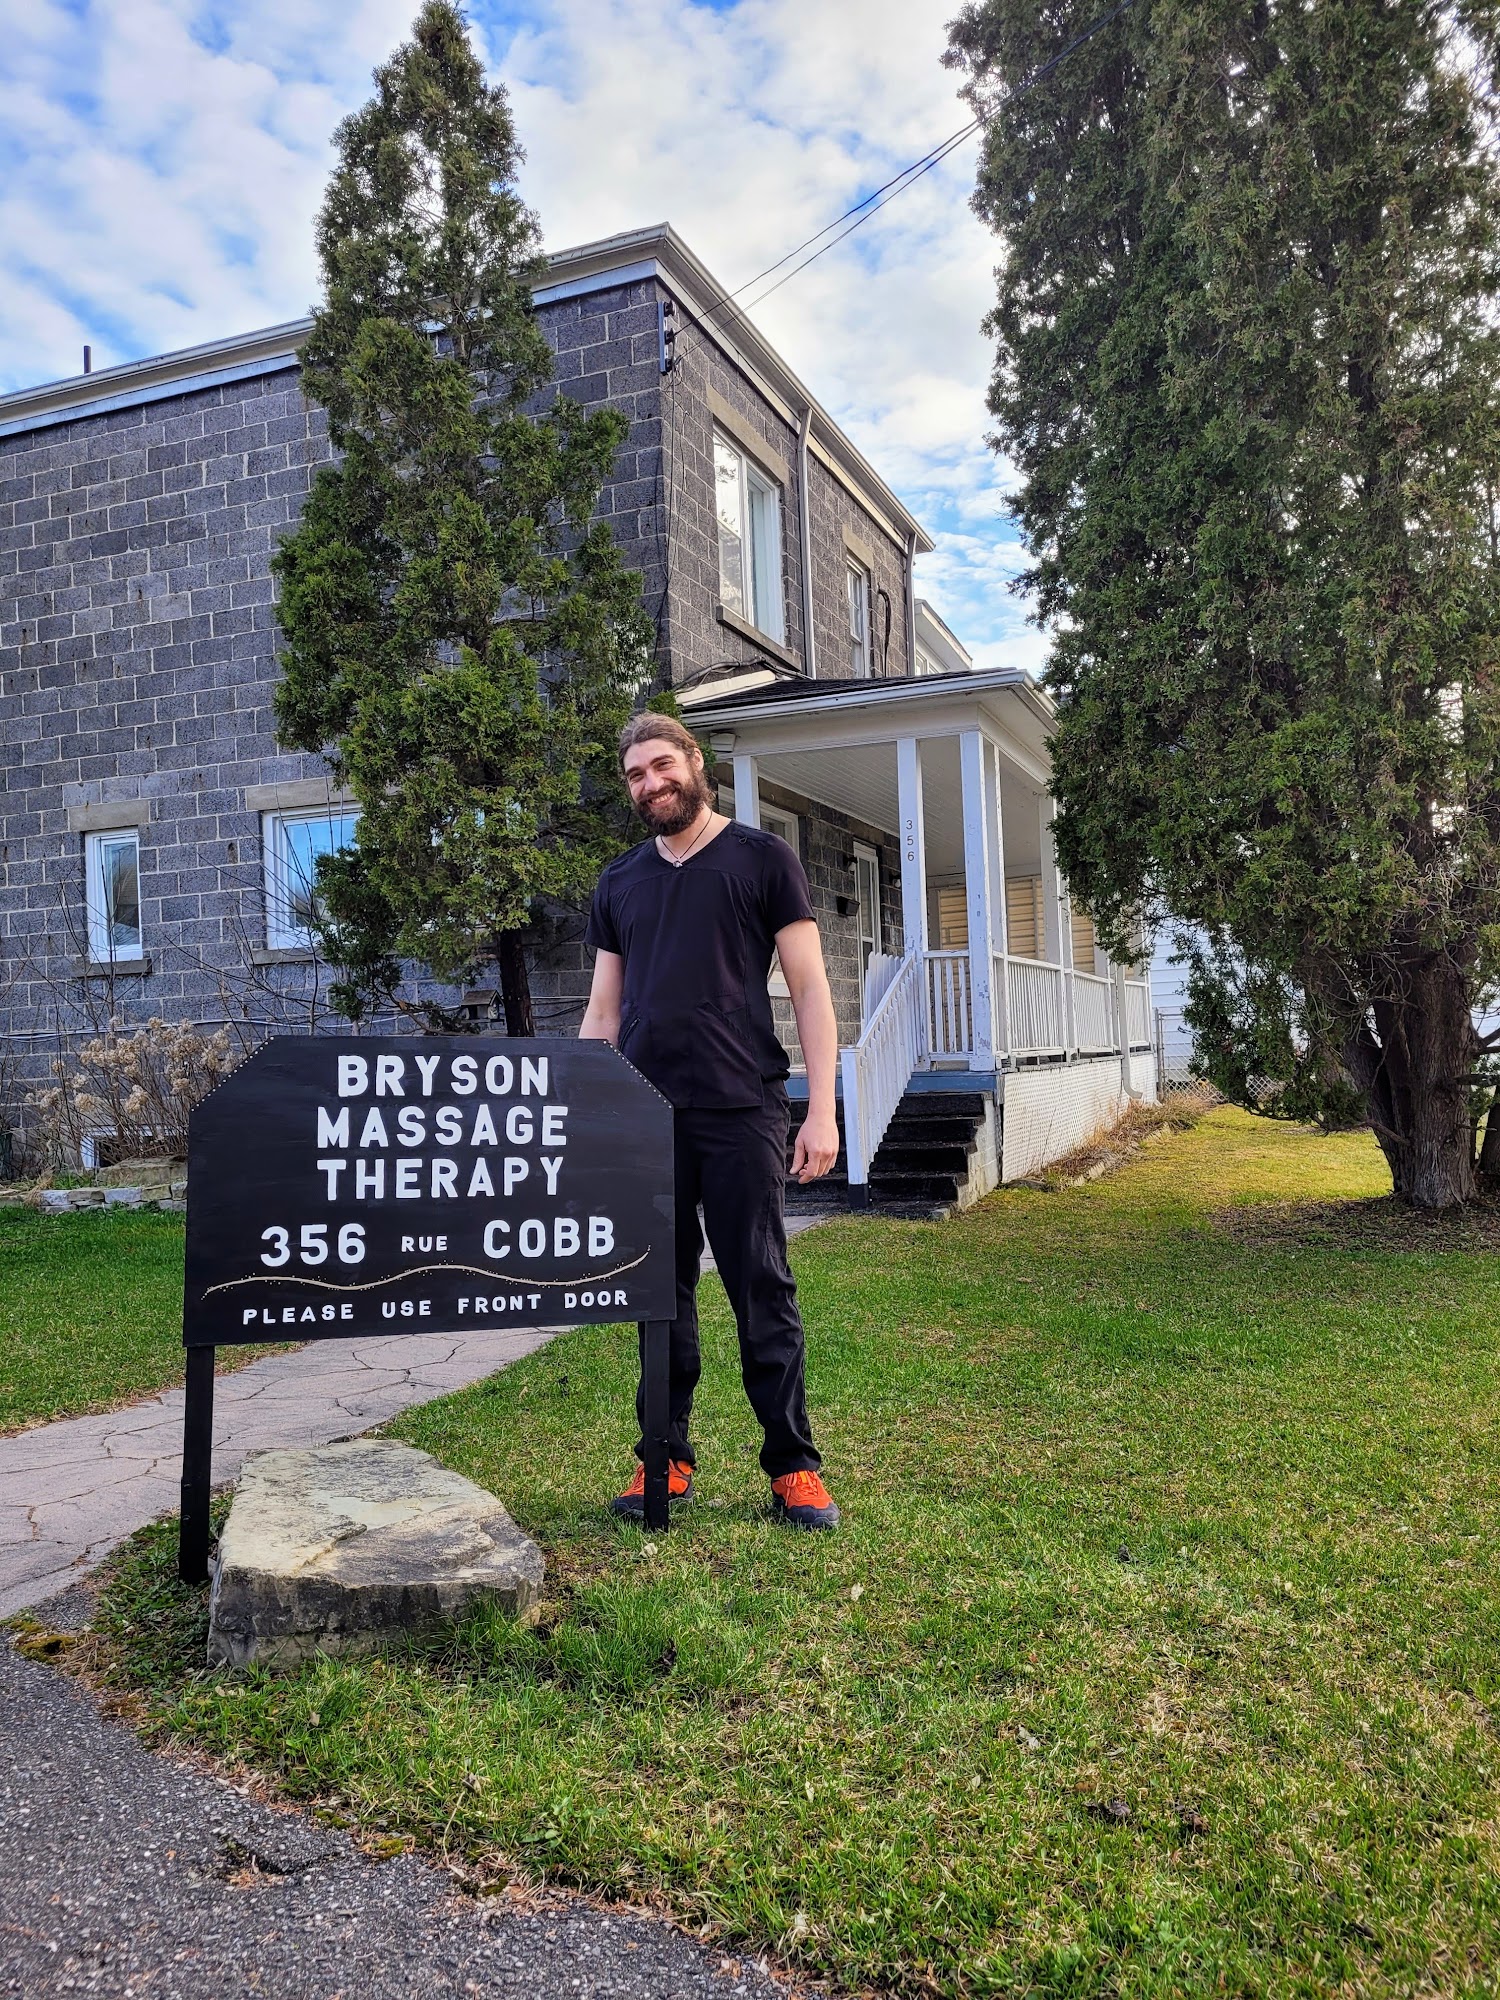 356
BRYSON
MASSAGE
THERAPY
356 RUE COBB
PLEASE USE FRONT DOOR